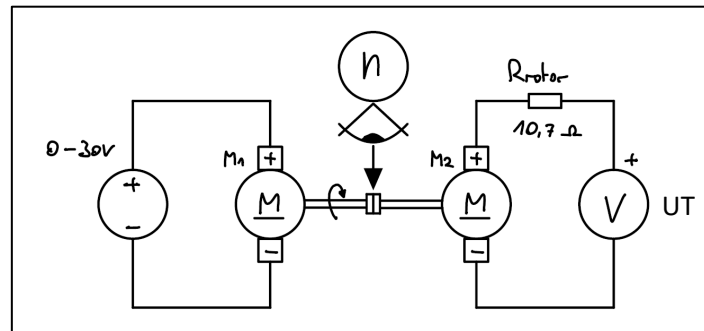 n
Rrotor
10,7 Ω
0-30V
M1
M2
+
+
+
+
M
M
V
UT
-
-
-